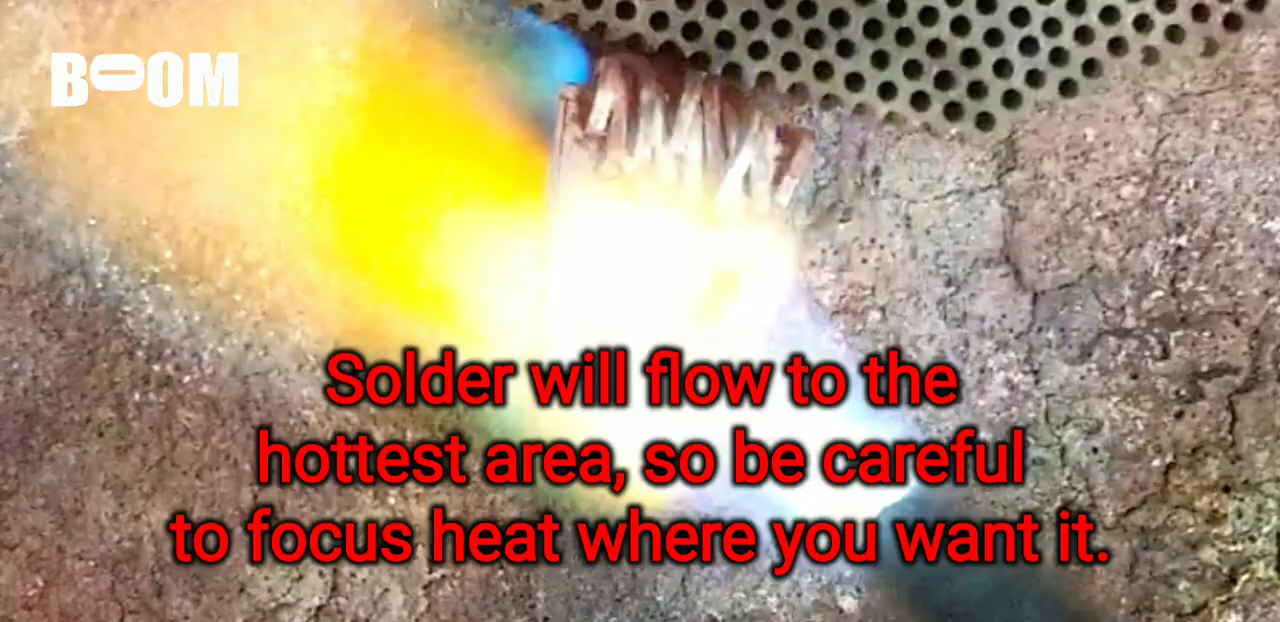 BOOM
Solder will flow to the
hottest area, so be careful
to focus heat where you want it.